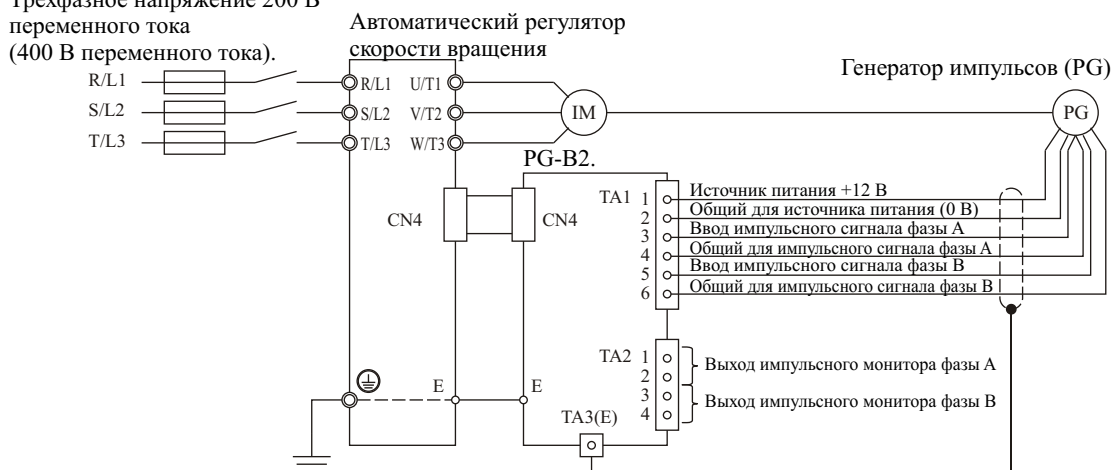 Трехфазное напряжение 200 В
переменного тока
(400 В переменного тока).
Автоматический регулятор
скорости вращения
Генератор импульсов (PG)
R/L1
R/L1 U/T1
S/L2
S/L2 V/T2
IM
PG
T/L3
T/L3 W/T3
PG-B2.
CN4
CN4
TA1
1 Источник питания +12 В
2 Общий для источника питания (0 В)
3 Ввод импульсного сигнала фазы A
4 Общий для импульсного сигнала фазы A
5 Ввод импульсного сигнала фазы B
6 Общий для импульсного сигнала фазы B
TA2
1
2
Выход импульсного монитора фазы A
3
4
Выход импульсного монитора фазы B
E
E
TA3(E)